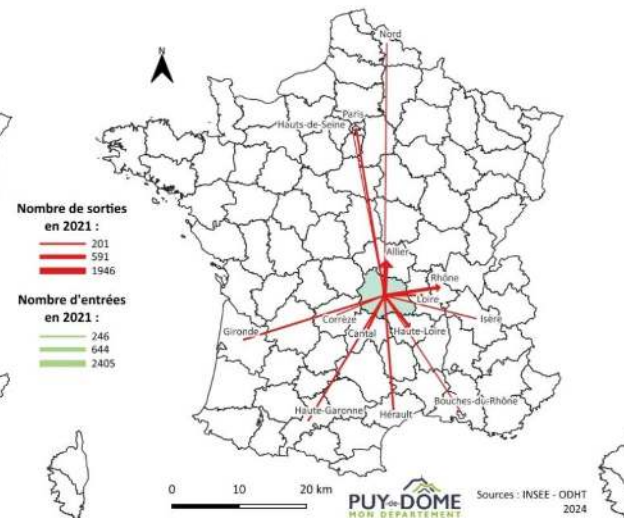 N
Nord
Paris
Hauts-de-Seine
Nombre de sorties
en 2021 :
201
591
1946
Nombre d'entrées
en 2021 :
246
644
2405
Allier
Rhône
Loire
Isère
Corrèze
Gironde
Cantal
Haute-Loire
Haute-Garonne
Hérault
Bouches-du-Rhône
0 10 20 km
PUY-de-DÔME
MON DÉPARTEMENT
Sources : INSEE - ODHT
2024